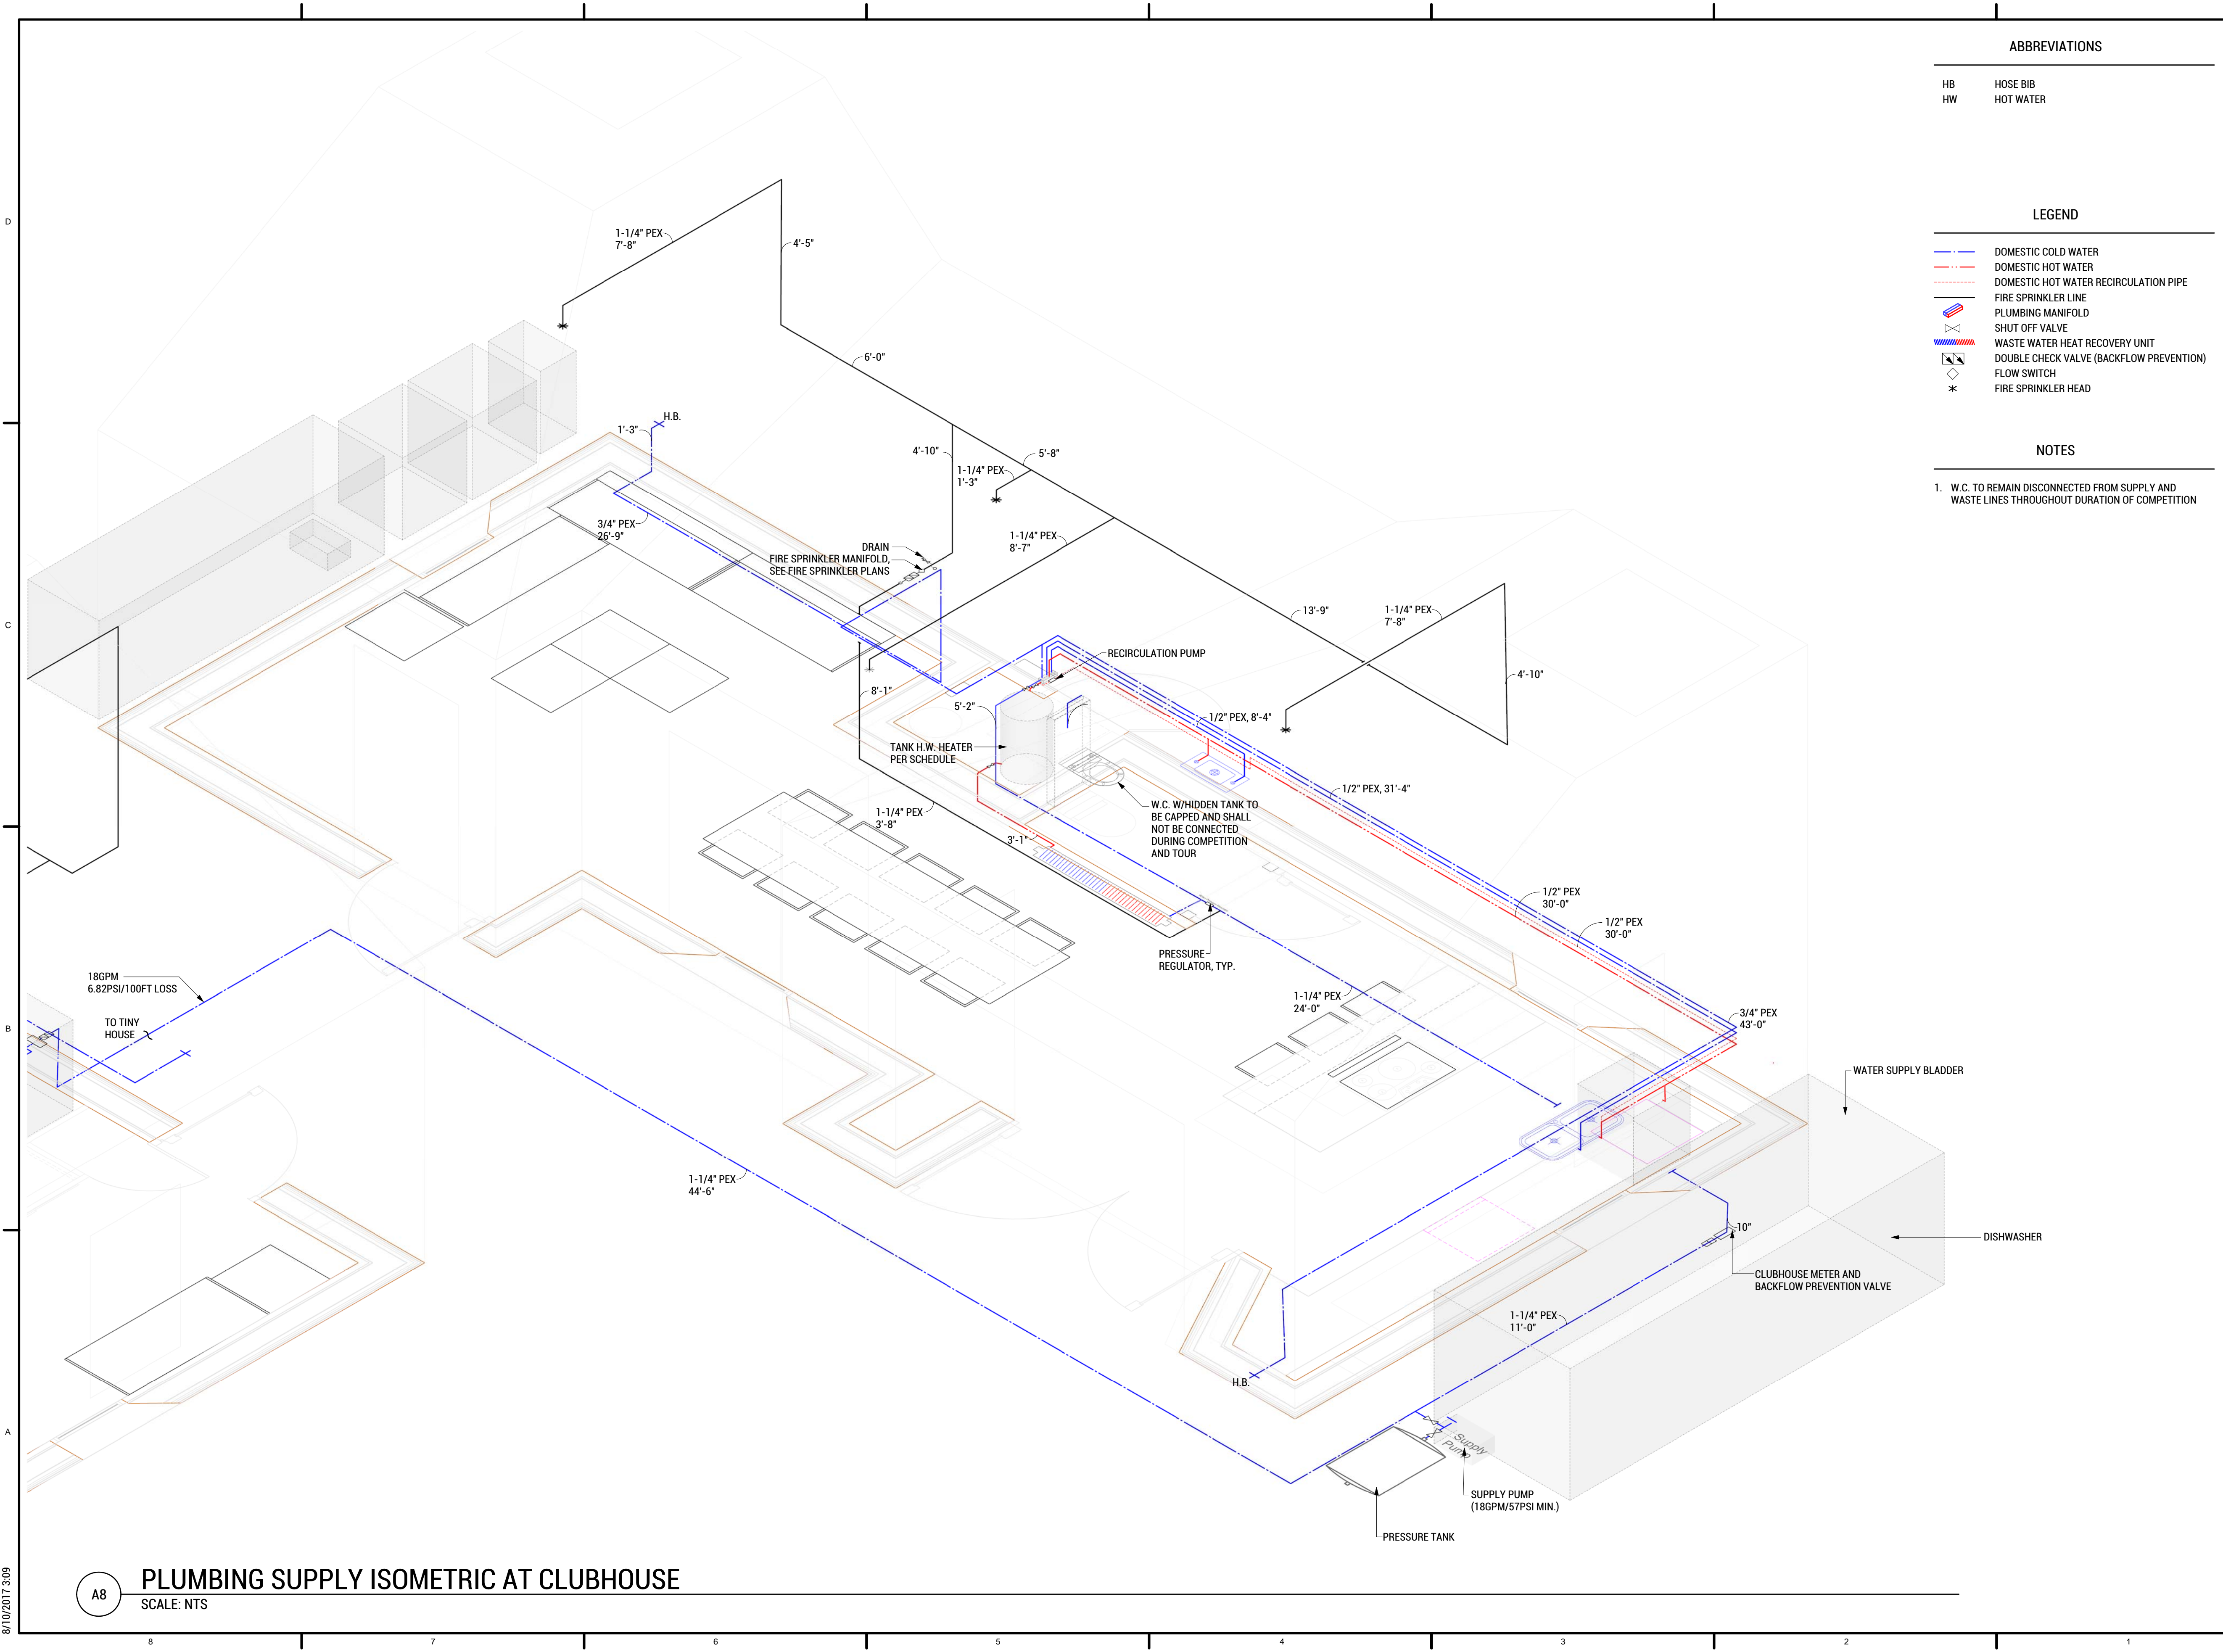 ABBREVIATIONS
HB HOSE BIB
HW HOT WATER
LEGEND
DOMESTIC COLD WATER
DOMESTIC HOT WATER
DOMESTIC HOT WATER RECIRCULATION PIPE
FIRE SPRINKLER LINE
PLUMBING MANIFOLD
SHUT OFF VALVE
WASTE WATER HEAT RECOVERY UNIT
DOUBLE CHECK VALVE (BACKFLOW PREVENTION)
FLOW SWITCH
FIRE SPRINKLER HEAD
NOTES
1. W.C. TO REMAIN DISCONNECTED FROM SUPPLY AND
WASTE LINES THROUGHOUT DURATION OF COMPETITION
D
C
B
A
1-1/4" PEX
7'-8"
4'-5"
6'-0"
H.B.
1'-3"
4'-10"
5'-8"
1-1/4" PEX
1'-3"
3/4" PEX
26'-9"
DRAIN
FIRE SPRINKLER MANIFOLD,
SEE FIRE SPRINKLER PLANS
1-1/4" PEX
8'-7"
13'-9"
1-1/4" PEX
7'-8"
4'-10"
RECIRCULATION PUMP
8'-1"
5'-2"
1/2" PEX, 8'-4"
TANK H.W. HEATER
PER SCHEDULE
1/2" PEX, 31'-4"
W.C. W/HIDDEN TANK TO
BE CAPPED AND SHALL
NOT BE CONNECTED
DURING COMPETITION
AND TOUR
1-1/4" PEX
3'-8"
3'-1"
1/2" PEX
30'-0"
1/2" PEX
30'-0"
PRESSURE
REGULATOR, TYP.
18GPM
6.82PSI/100FT LOSS
TO TINY
HOUSE
1-1/4" PEX
24'-0"
3/4" PEX
43'-0"
WATER SUPPLY BLADDER
1-1/4" PEX
44'-6"
10"
DISHWASHER
CLUBHOUSE METER AND
BACKFLOW PREVENTION VALVE
1-1/4" PEX
11'-0"
H.B.
Supply
Pump
SUPPLY PUMP
(18GPM/57PSI MIN.)
PRESSURE TANK
A8
PLUMBING SUPPLY ISOMETRIC AT CLUBHOUSE
SCALE: NTS
8/10/2017 3:09
8
7
6
5
4
3
2
1